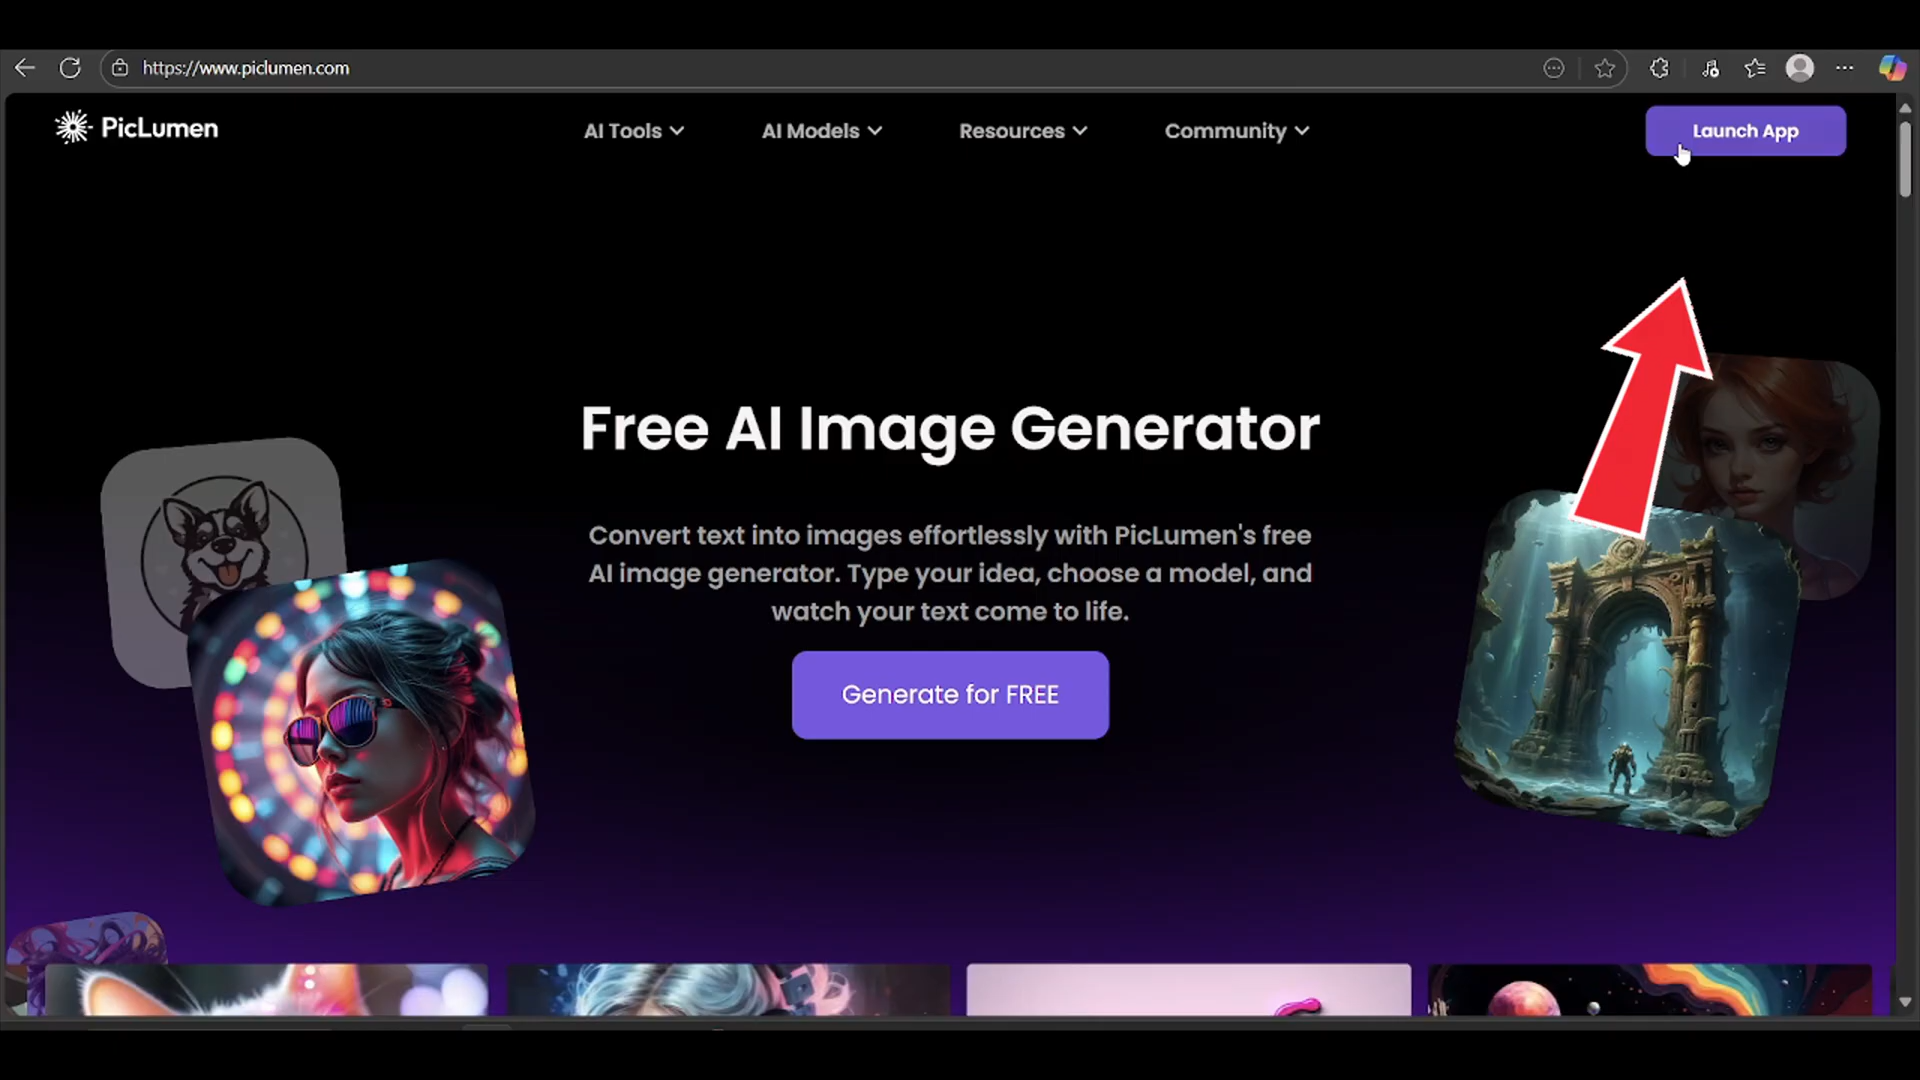 https://www.piclumen.com
PicLumen
AI Tools
AI Models
Resources
Community
Launch App
Free AI Image Generator
Convert text into images effortlessly with PicLumen's free
AI image generator. Type your idea, choose a model, and
watch your text come to life.
Generate for FREE